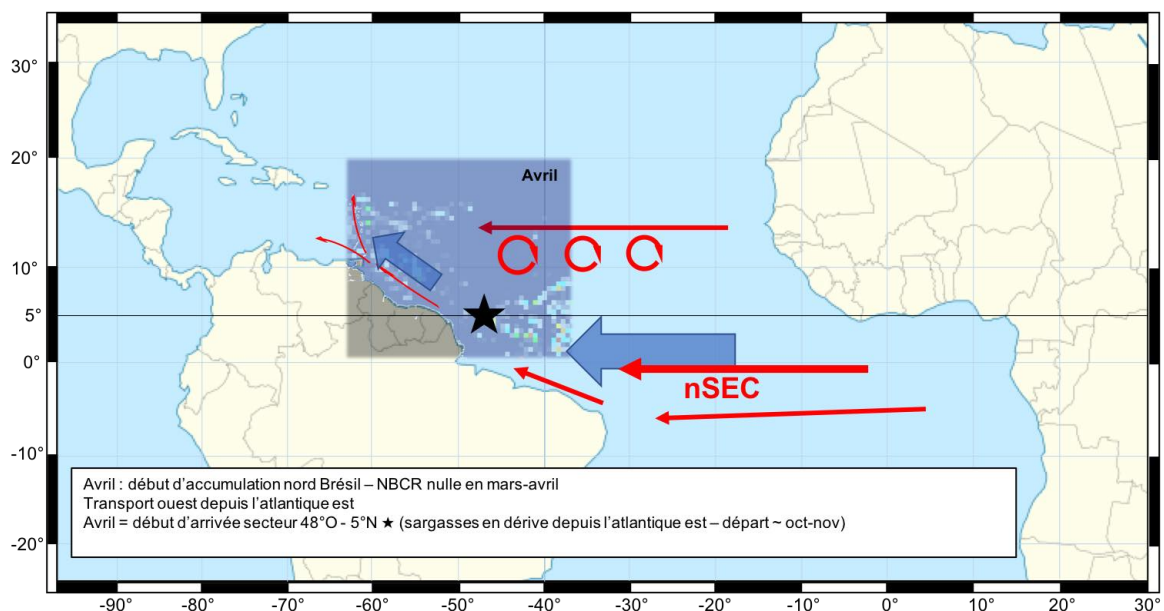 30°
20°
10°
5°
0°
-10°
-20°
Avril
nSEC
Avril : début d'accumulation nord Brésil – NBCR nulle en mars-avril
Transport ouest depuis l'atlantique est
Avril = début d'arrivée secteur 48°O - 5°N ★ (sargasses en dérive depuis l'atlantique est – départ ~ oct-nov)
-90° -80° -70° -60° -50° -40° -30° -20° -10° 0° 10° 20° 30°